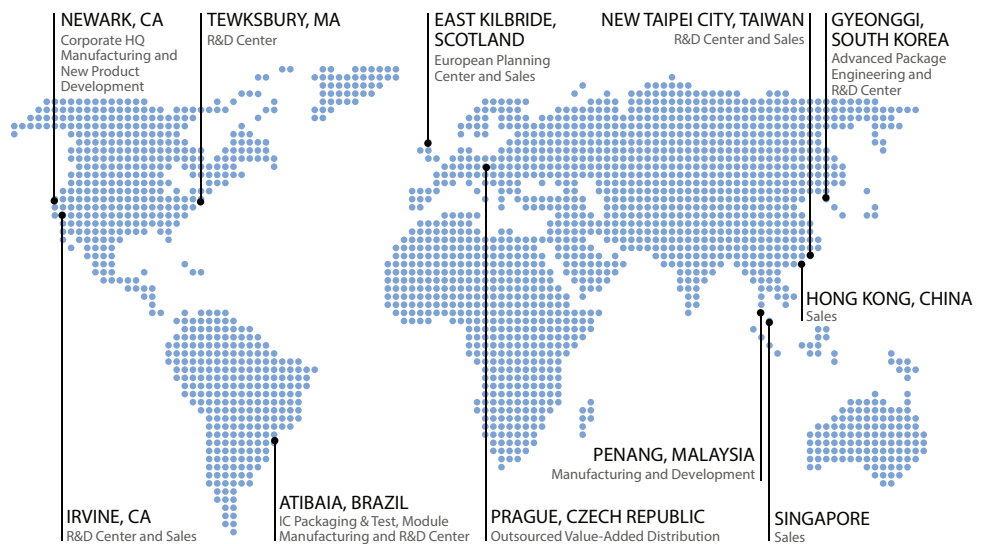 NEWARK, CA
Corporate HQ
Manufacturing and
New Product
Development
TEWKSBURY, MA
R&D Center
EAST KILBRIDE,
SCOTLAND
European Planning
Center and Sales
NEW TAIPEI CITY, TAIWAN
R&D Center and Sales
GYEONGGI,
SOUTH KOREA
Advanced Package
Engineering and
R&D Center
HONG KONG, CHINA
Sales
PENANG, MALAYSIA
Manufacturing and Development
IRVINE, CA
R&D Center and Sales
ATIBAIA, BRAZIL
IC Packaging & Test, Module
Manufacturing and R&D Center
PRAGUE, CZECH REPUBLIC
Outsourced Value-Added Distribution
SINGAPORE
Sales